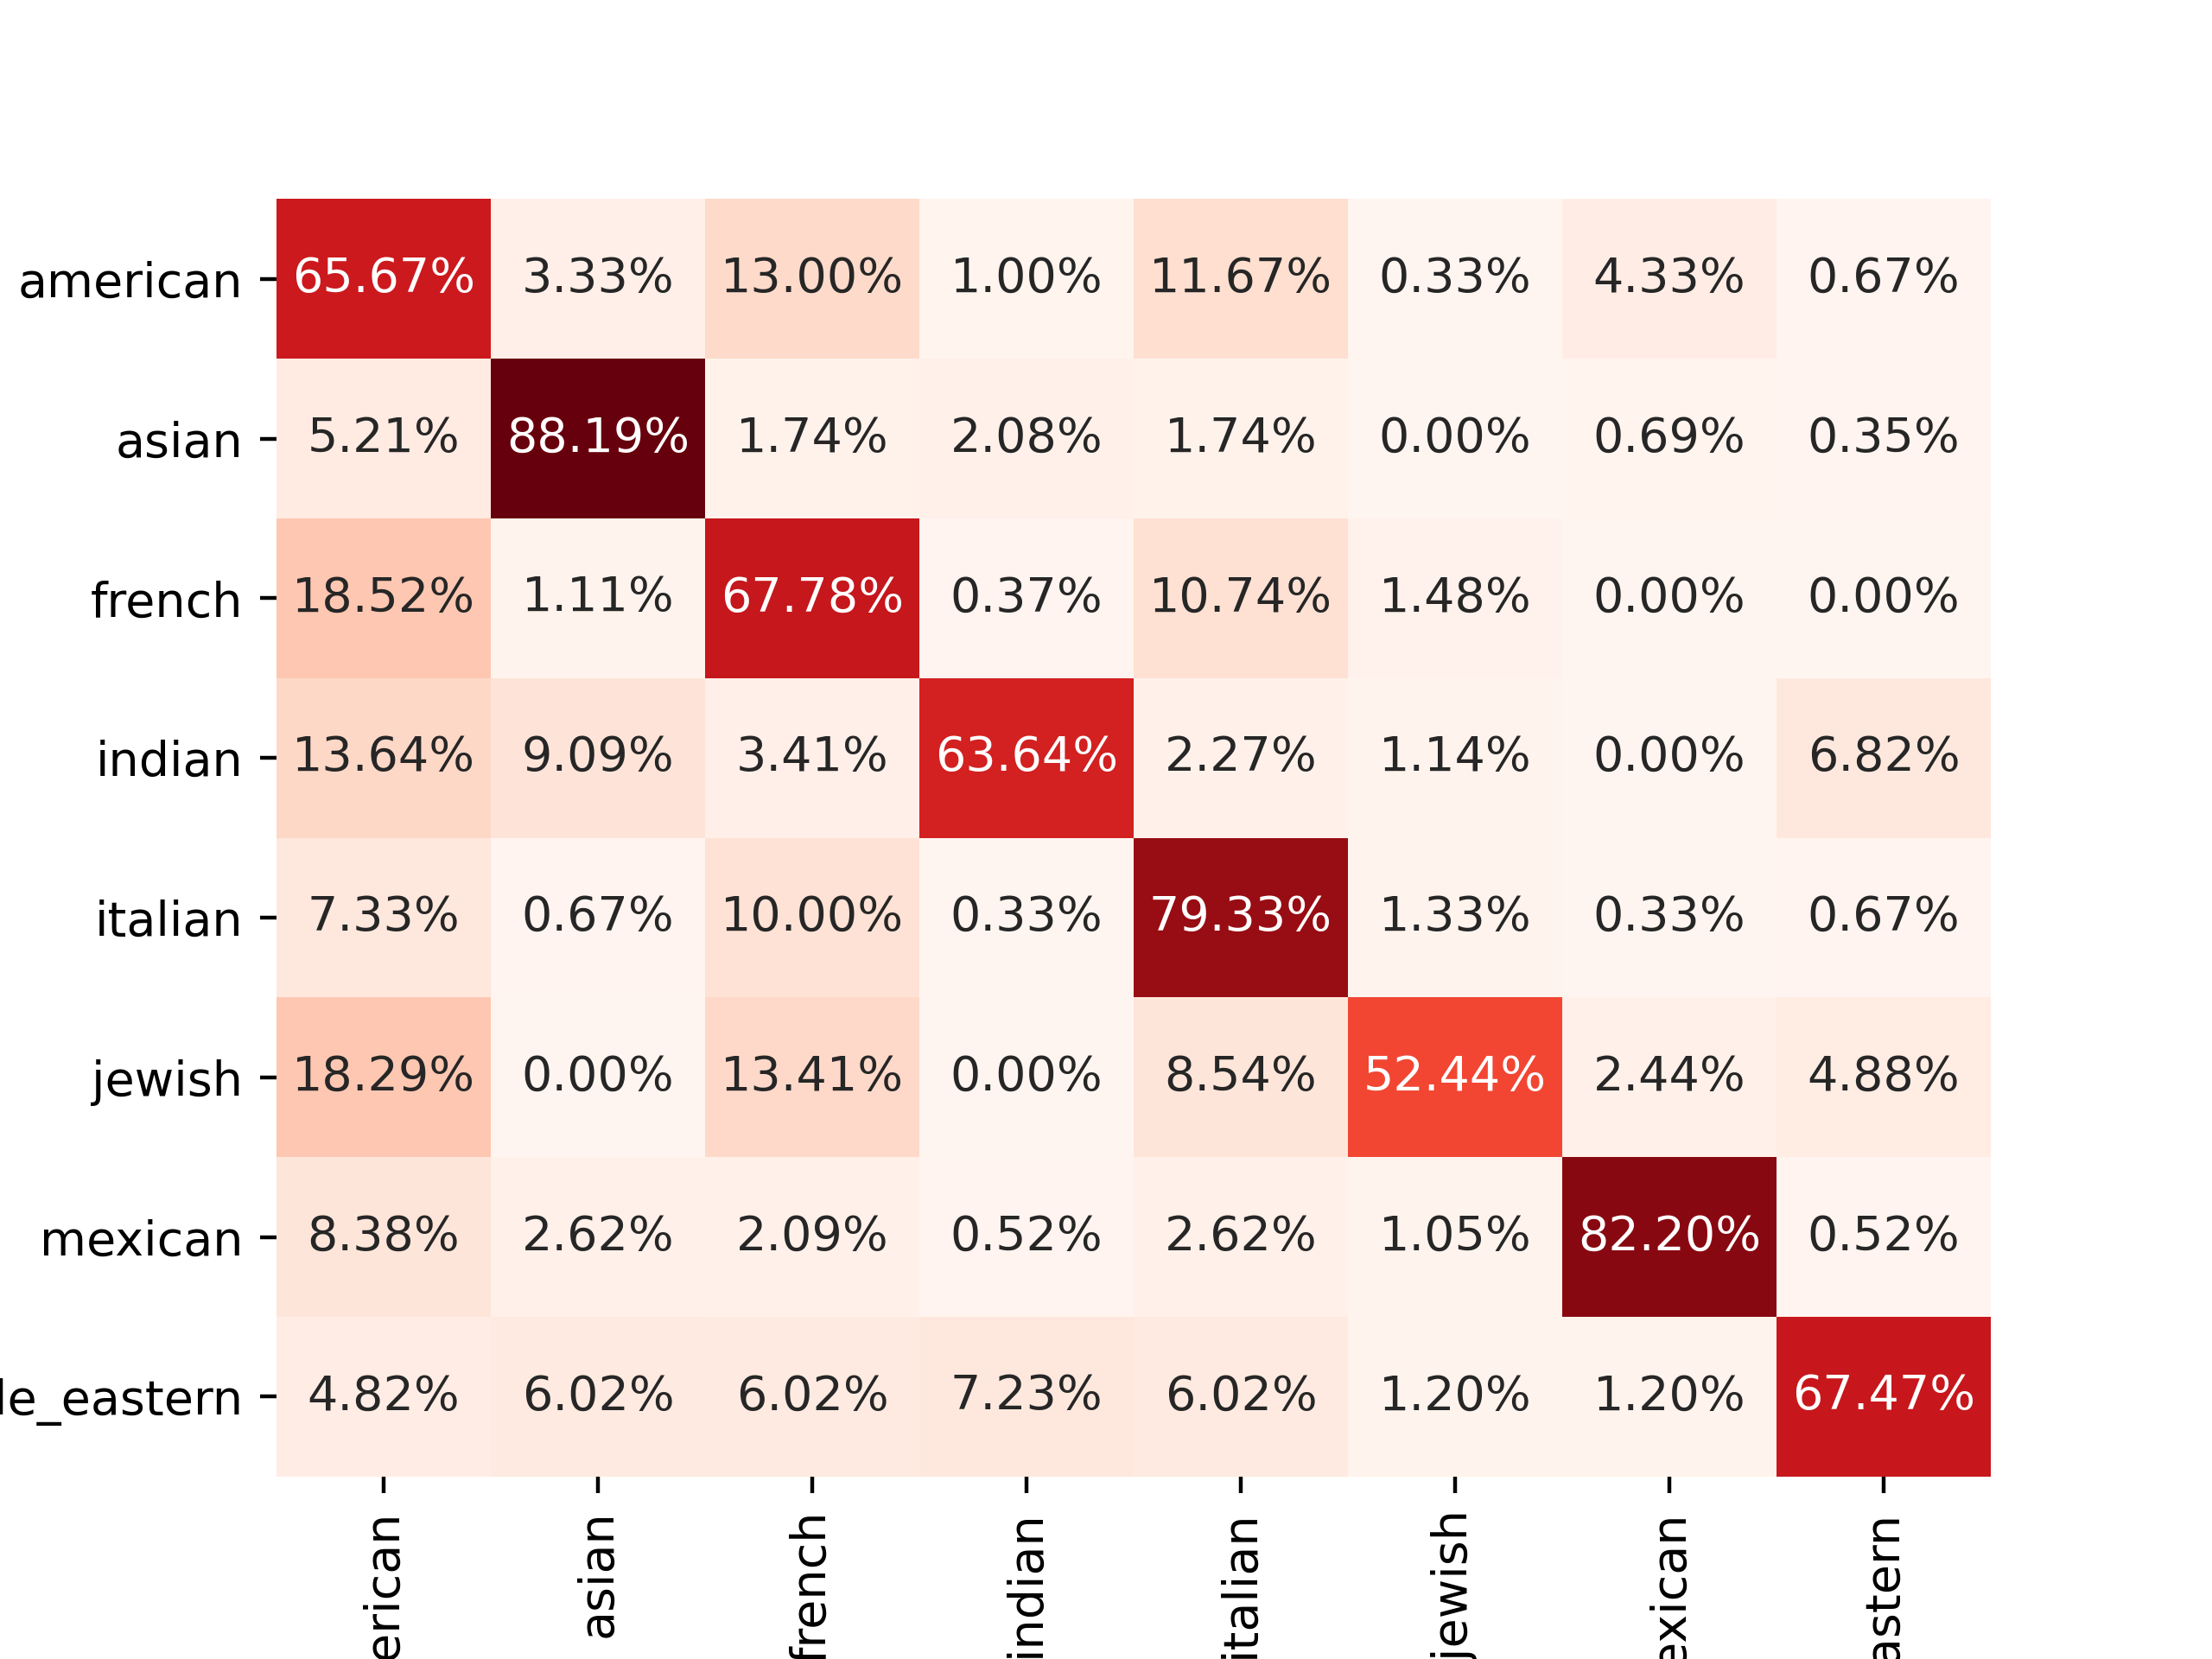 american 65.67% 3.33% 13.00% 1.00% 11.67% 0.33% 4.33% 0.67%
asian 5.21% 88.19% 1.74% 2.08% 1.74% 0.00% 0.69% 0.35%
french 18.52% 1.11% 67.78% 0.37% 10.74% 1.48% 0.00% 0.00%
indian 13.64% 9.09% 3.41% 63.64% 2.27% 1.14% 0.00% 6.82%
italian 7.33% 0.67% 10.00% 0.33% 79.33% 1.33% 0.33% 0.67%
jewish 18.29% 0.00% 13.41% 0.00% 8.54% 52.44% 2.44% 4.88%
mexican 8.38% 2.62% 2.09% 0.52% 2.62% 1.05% 82.20% 0.52%
le_eastern 4.82% 6.02% 6.02% 7.23% 6.02% 1.20% 1.20% 67.47%
erican asian french indian italian jewish exican astern